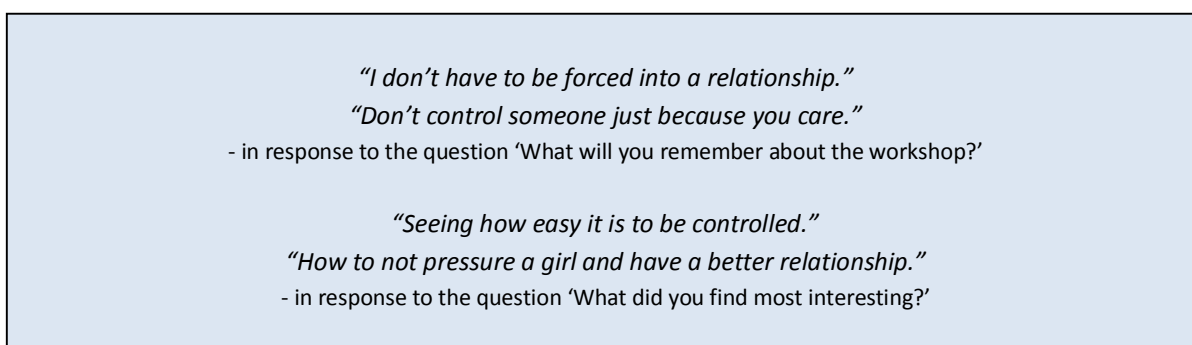 “I don’t have to be forced into a relationship.”
“Don’t control someone just because you care.”
- in response to the question ‘What will you remember about the workshop?’
“Seeing how easy it is to be controlled.”
“How to not pressure a girl and have a better relationship.”
- in response to the question ‘What did you find most interesting?’